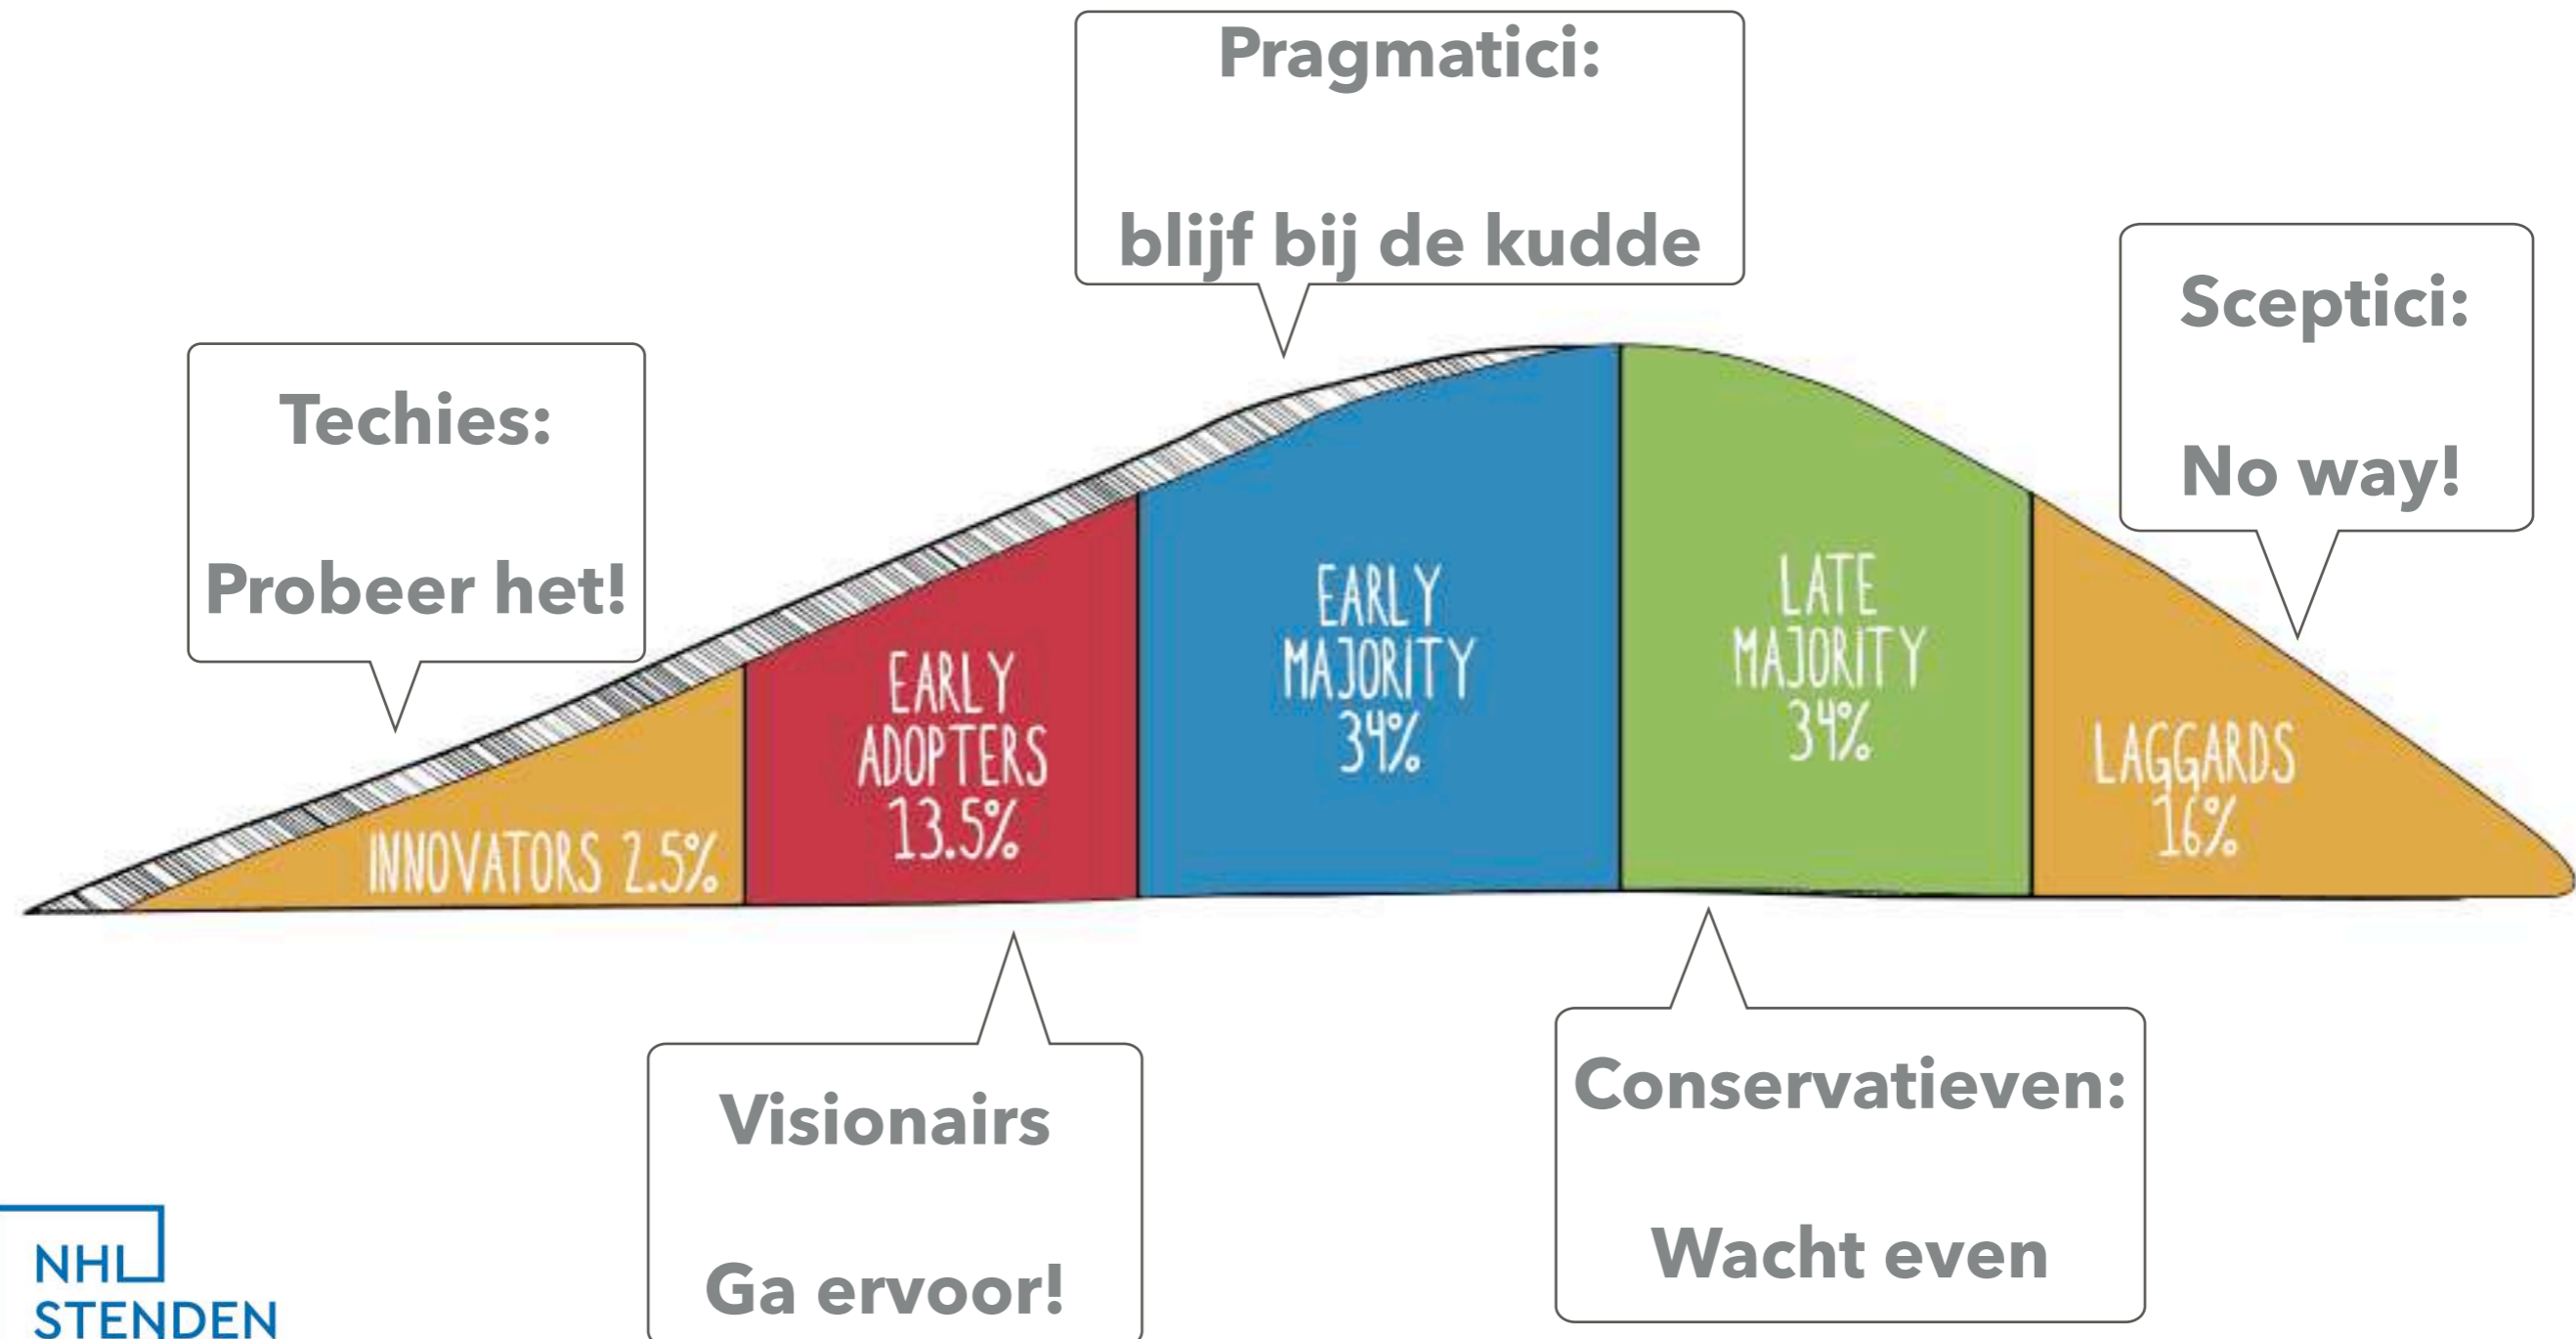 Pragmatici:
blijf bij de kudde
Sceptici:
No way!
Techies:
Probeer het!
INNOVATORS 2.5%
EARLY
ADOPTERS
13.5%
EARLY
MAJORITY
34%
LATE
MAJORITY
34%
LAGGARDS
16%
Visionairs
Ga ervoor!
Conservatieven:
Wacht even
NHL
STENDEN